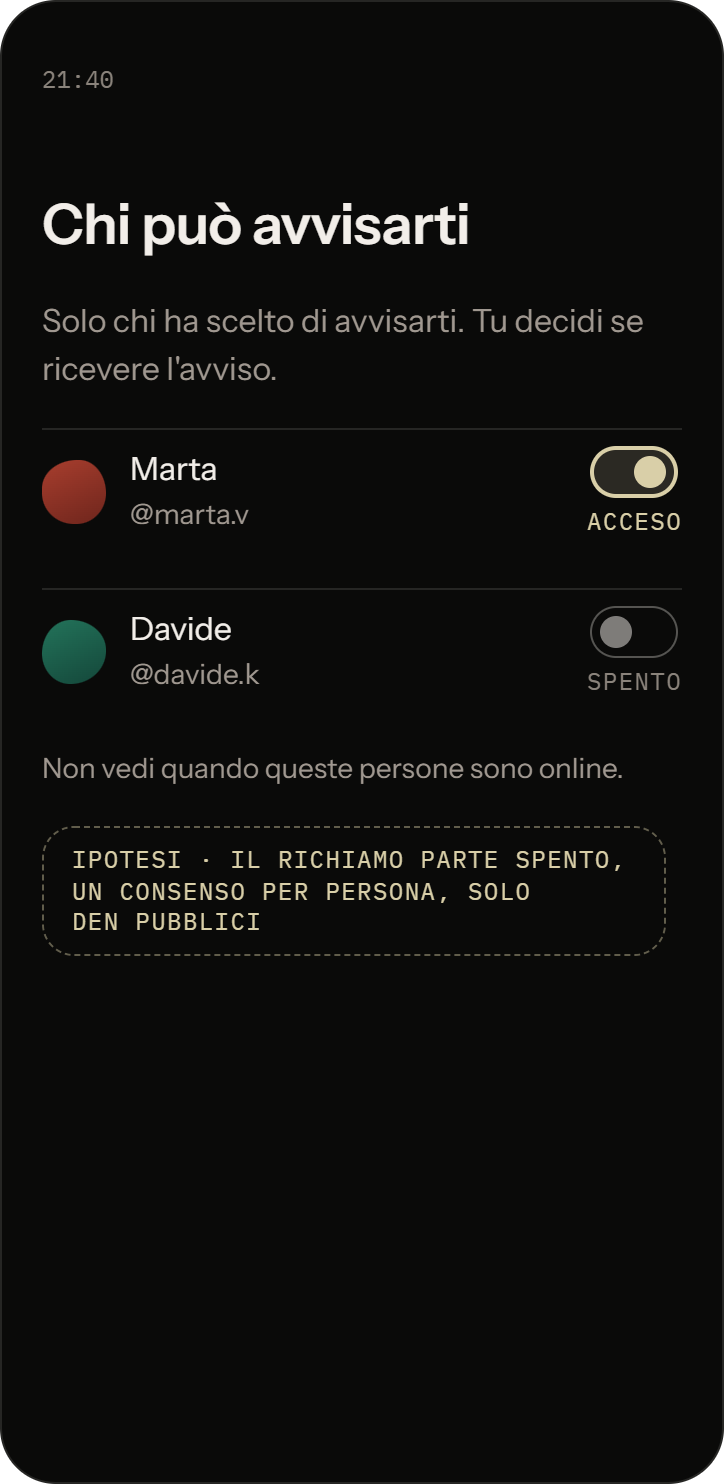 21:40
Chi può avvisarti
Solo chi ha scelto di avvisarti. Tu decidi se
ricevere l'avviso.
Marta
@marta.v
ACCESO
Davide
@davide.k
SPENTO
Non vedi quando queste persone sono online.
IPOTESI · IL RICHIAMO PARTE SPENTO,
UN CONSENSO PER PERSONA, SOLO
DEN PUBBLICI